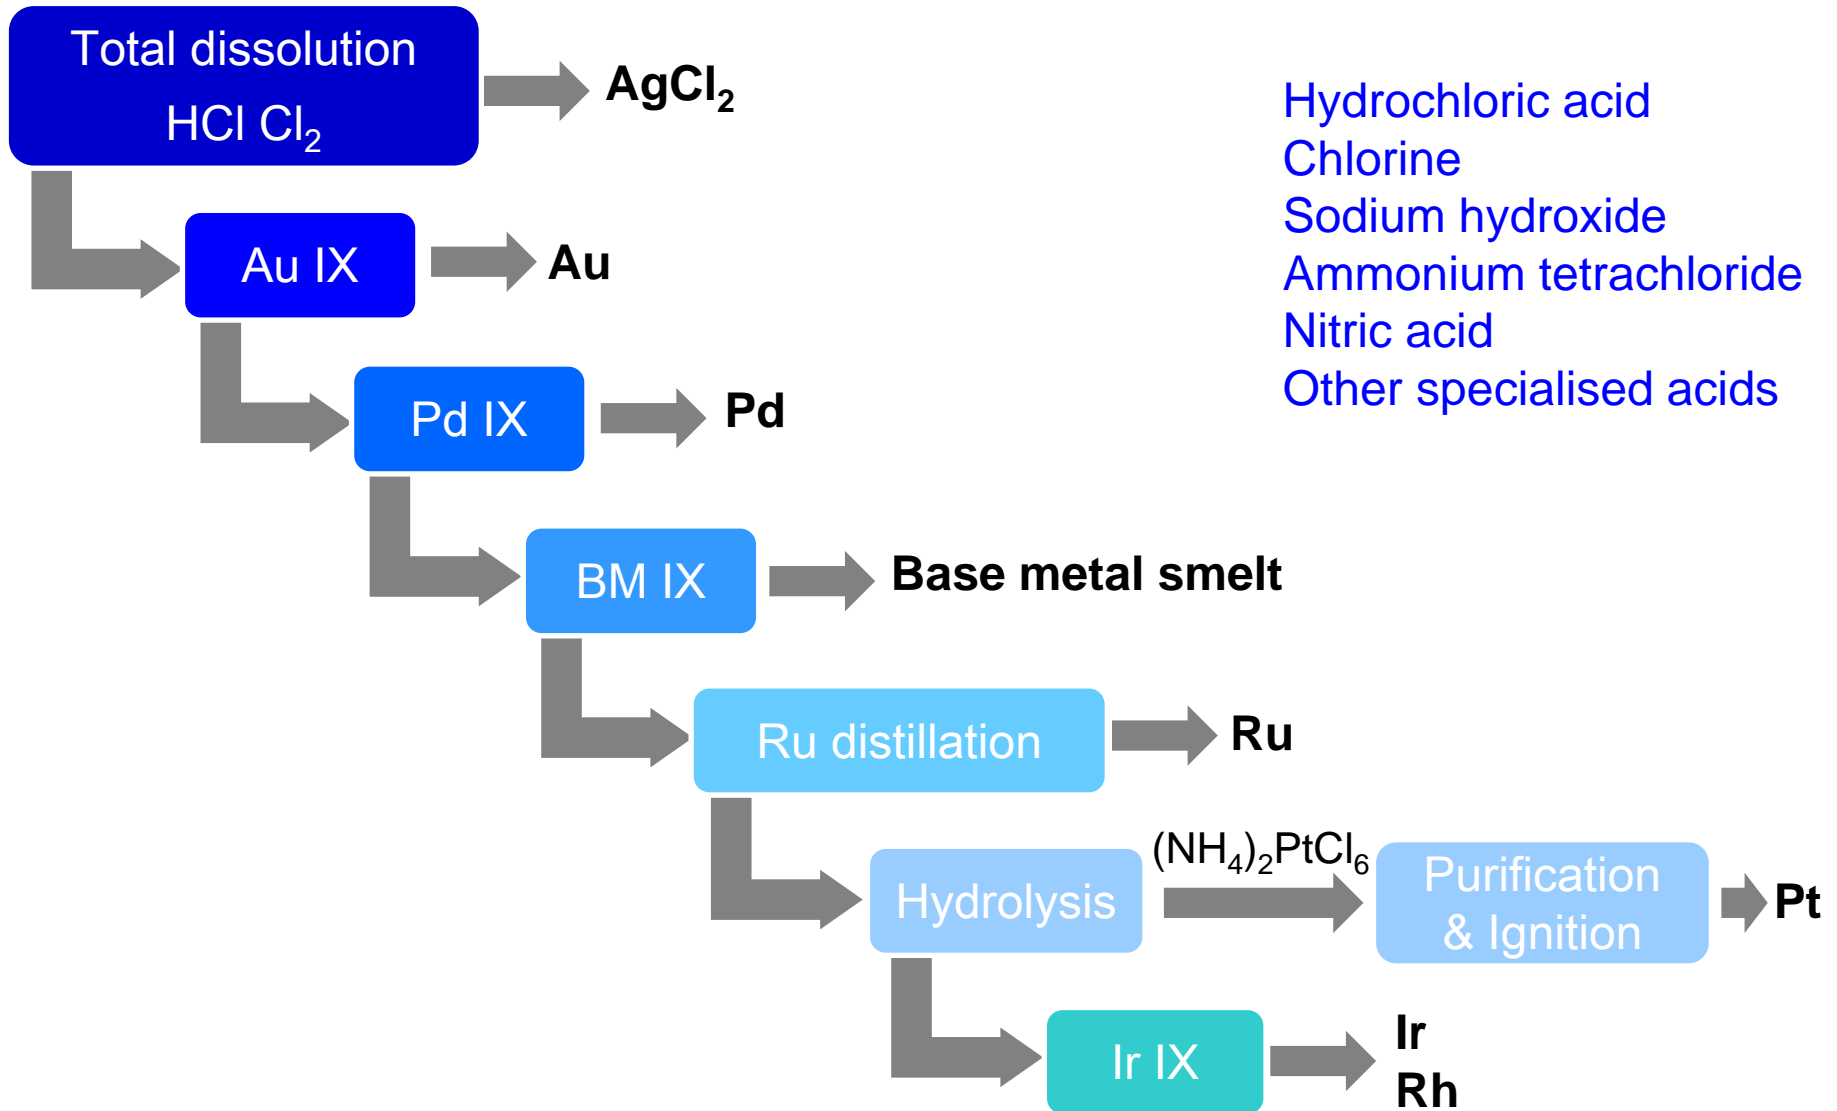 Total dissolution
HCl Cl₂
AgCl₂
Hydrochloric acid
Chlorine
Sodium hydroxide
Ammonium tetrachloride
Nitric acid
Other specialised acids
Au IX
Au
Pd IX
Pd
BM IX
Base metal smelt
Ru distillation
Ru
Hydrolysis
(NH₄)₂PtCl₆
Purification
& Ignition
Pt
Ir IX
Ir
Rh